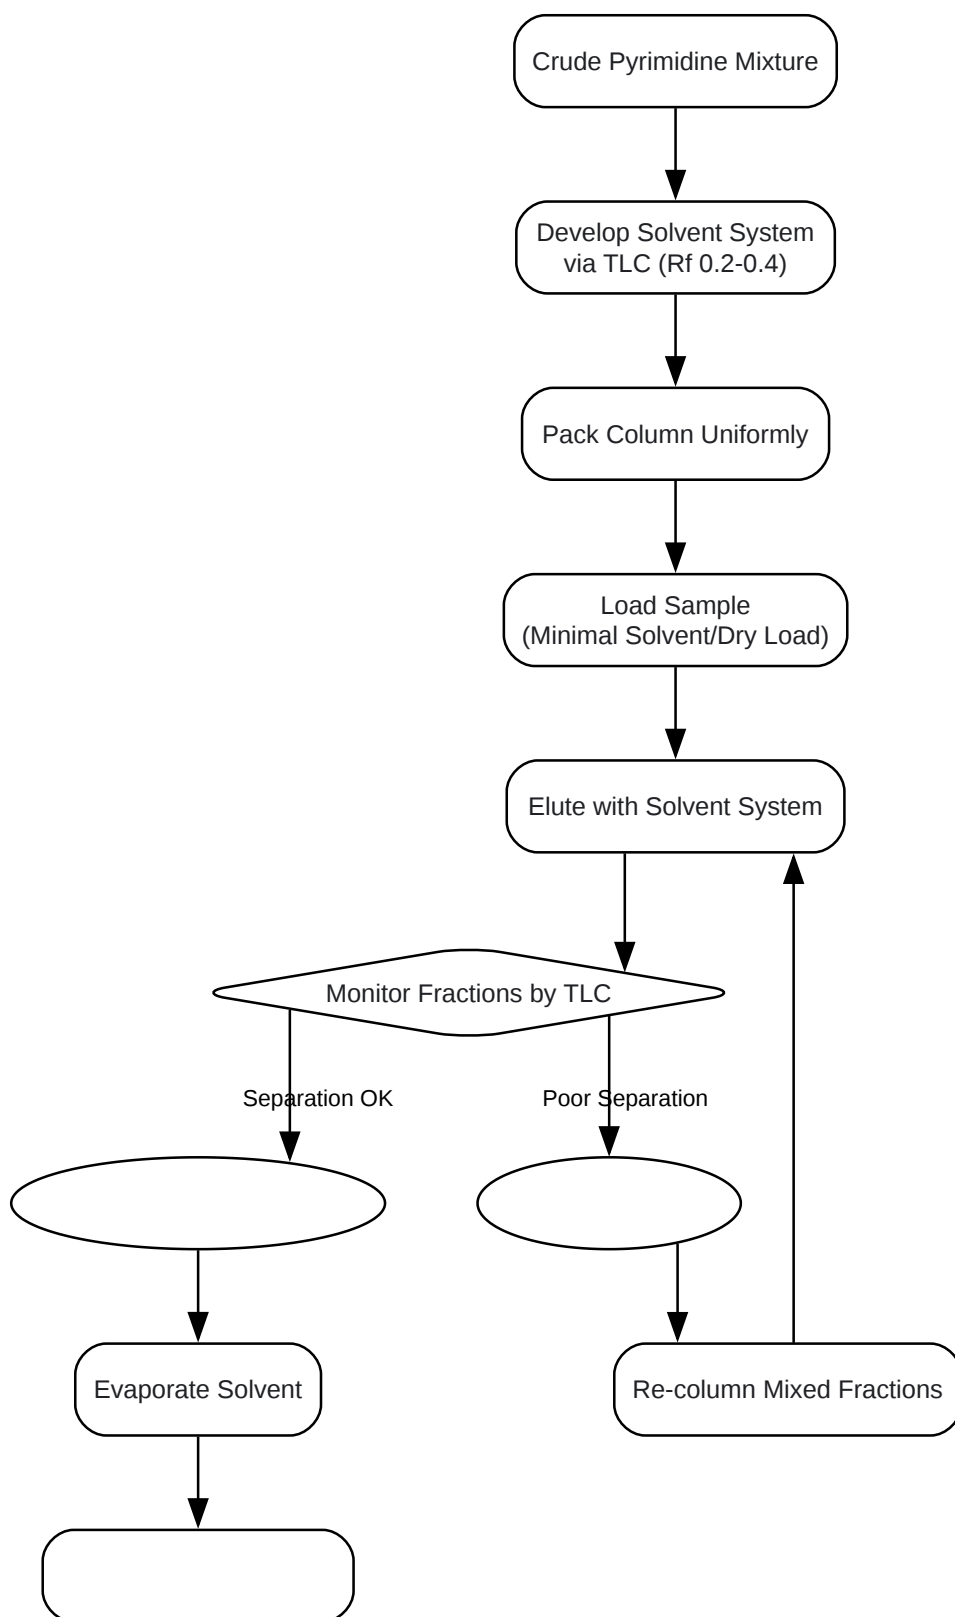 Crude Pyrimidine Mixture
Develop Solvent System
via TLC (Rf 0.2-0.4)
Pack Column Uniformly
Load Sample
(Minimal Solvent/Dry Load)
Elute with Solvent System
Monitor Fractions by TLC
Separation OK
Poor Separation
Evaporate Solvent
Re-column Mixed Fractions